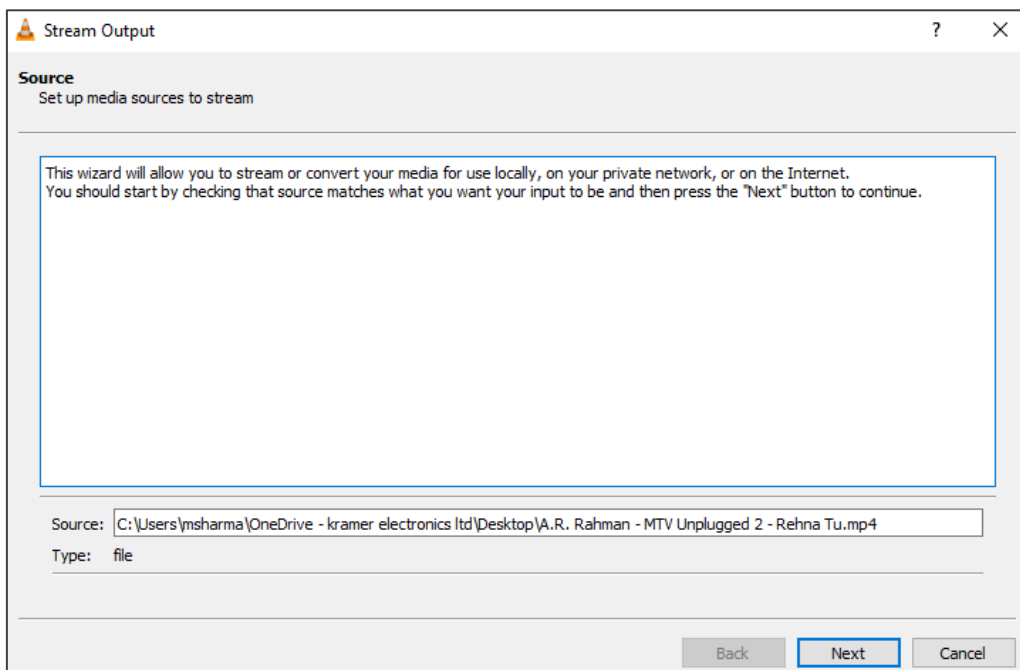 Stream Output
?
Source
Set up media sources to stream
This wizard will allow you to stream or convert your media for use locally, on your private network, or on the Internet.
You should start by checking that source matches what you want your input to be and then press the "Next" button to continue.
Source: C:\Users\msharma\OneDrive - kramer electronics ltd\Desktop\A.R. Rahman - MTV Unplugged 2 - Rehna Tu.mp4
Type: file
Back Next Cancel